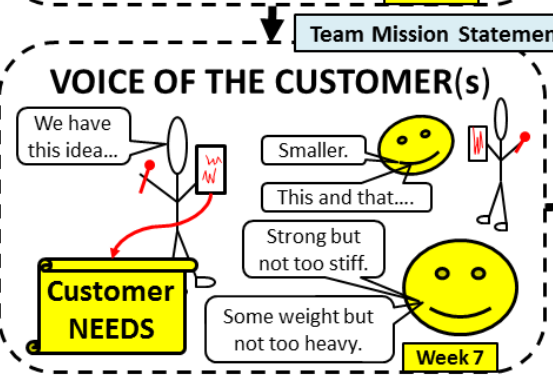 Team Mission Statemen
VOICE OF THE CUSTOMER(s)
We have
this idea...
Smaller.
This and that....
Strong but
not too stiff.
Customer
NEEDS
Some weight but
not too heavy.
Week 7